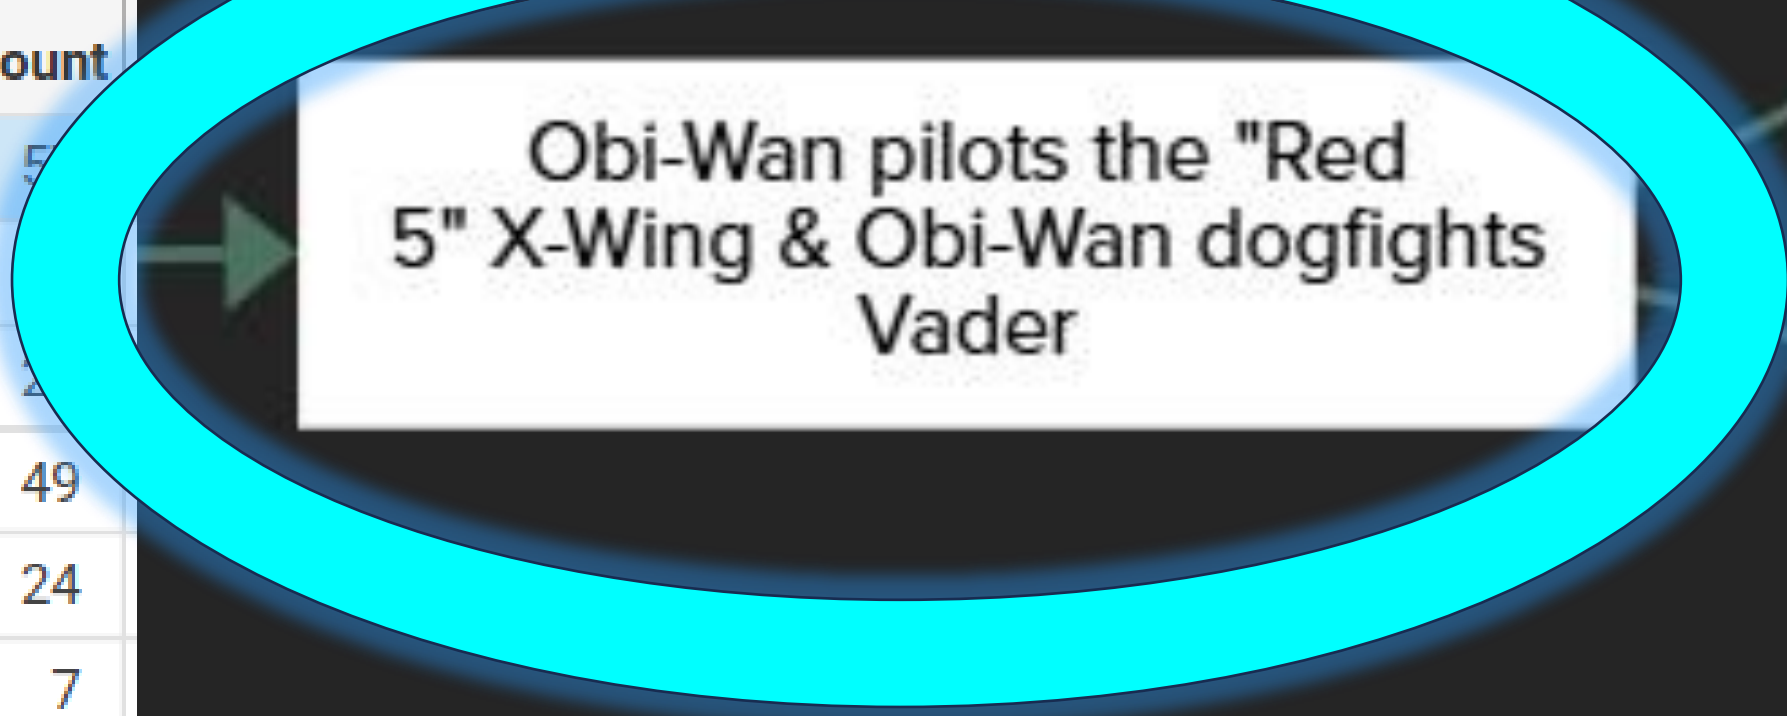 ount
Obi-Wan pilots the "Red
5" X-Wing & Obi-Wan dogfights
Vader
49
24
7